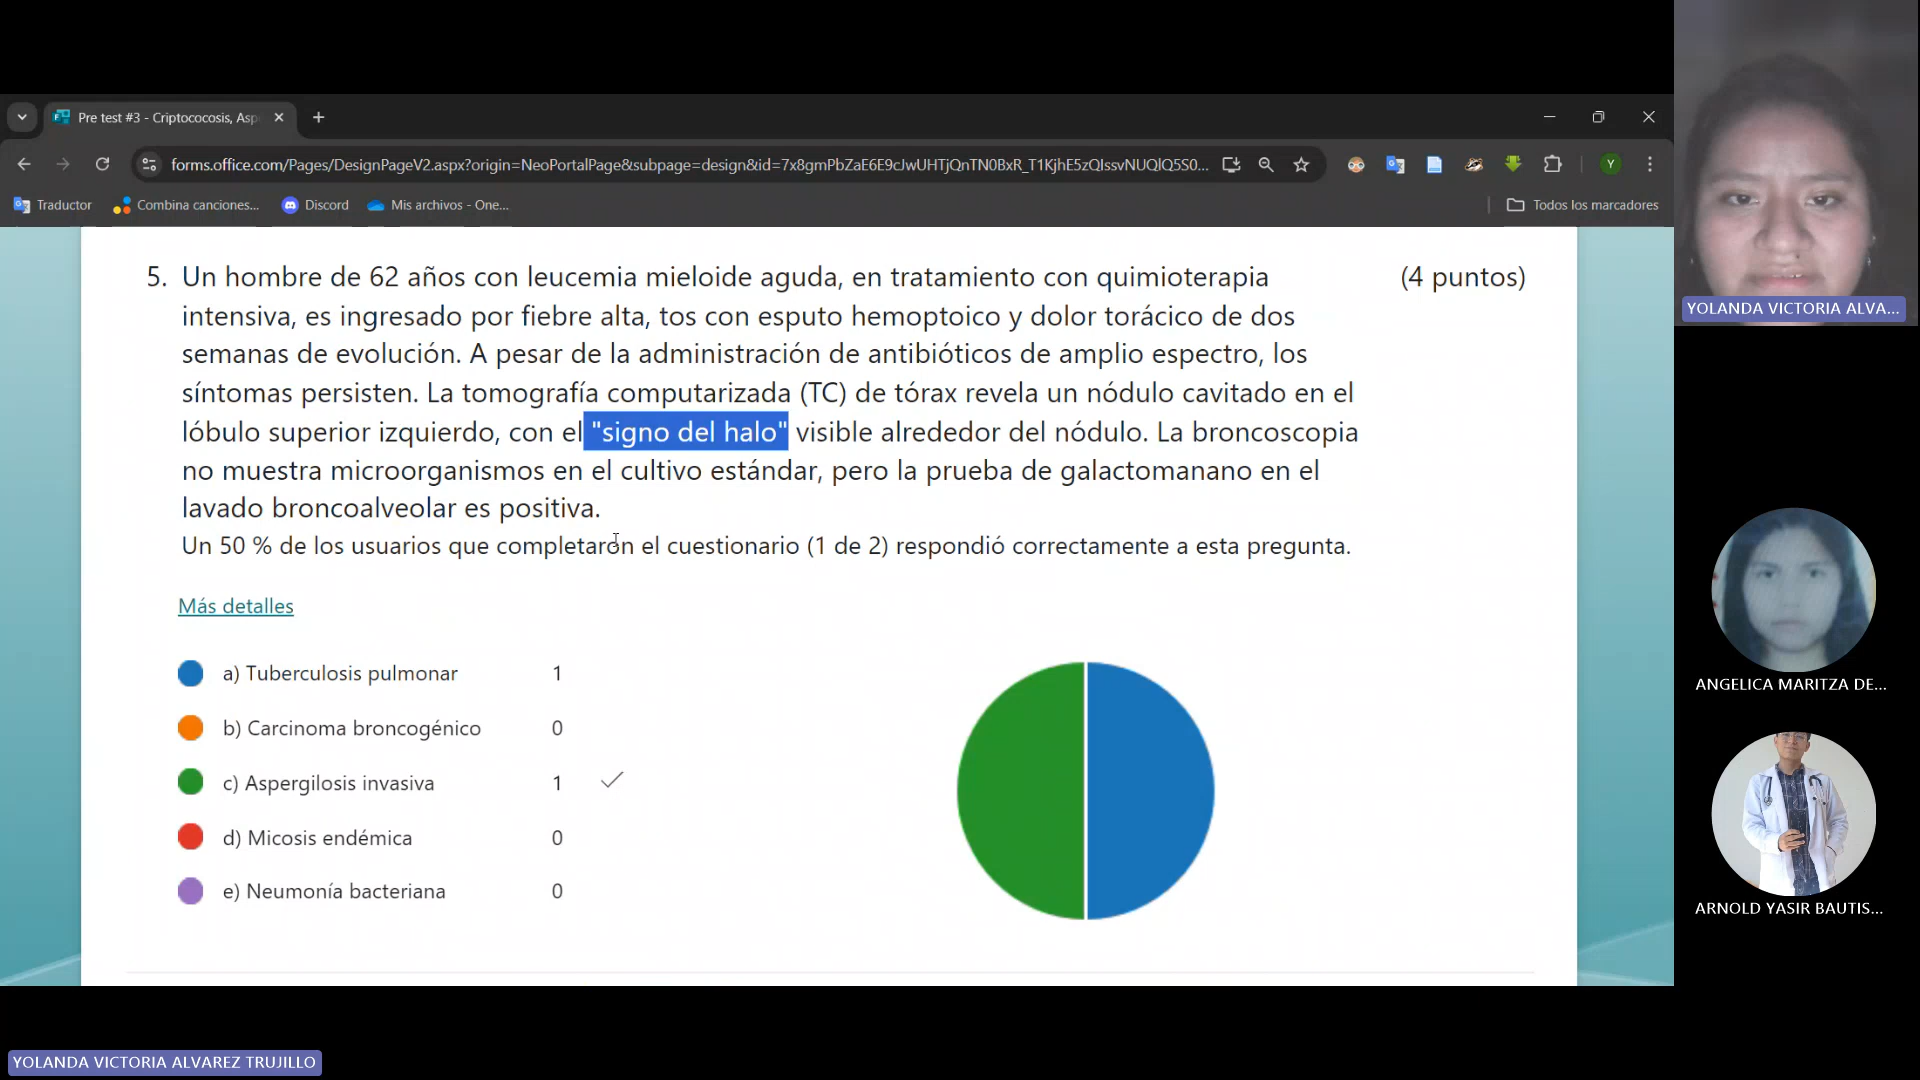 Pre test #3 - Criptococosis, Asp
forms.office.com/Pages/DesignPageV2.aspx?origin=NeoPortalPage&subpage=design&id=7x8gmPbZaE6E9cJwUHTjQnTN0BxR_T1KjhE5zQIssvNUQlQ5S0...
Y
Traductor
Combina canciones...
Discord
Mis archivos - One...
Todos los marcadores
5. Un hombre de 62 años con leucemia mieloide aguda, en tratamiento con quimioterapia (4 puntos)
intensiva, es ingresado por fiebre alta, tos con esputo hemoptoico y dolor torácico de dos
semanas de evolución. A pesar de la administración de antibióticos de amplio espectro, los
síntomas persisten. La tomografía computarizada (TC) de tórax revela un nódulo cavitado en el
lóbulo superior izquierdo, con el "signo del halo" visible alrededor del nódulo. La broncoscopia
no muestra microorganismos en el cultivo estándar, pero la prueba de galactomanano en el
lavado broncoalveolar es positiva.
Un 50 % de los usuarios que completaron el cuestionario (1 de 2) respondió correctamente a esta pregunta.
Más detalles
a) Tuberculosis pulmonar 1
b) Carcinoma broncogénico 0
c) Aspergilosis invasiva 1
d) Micosis endémica 0
e) Neumonía bacteriana 0
YOLANDA VICTORIA ALVA...
ANGELICA MARITZA DE...
ARNOLD YASIR BAUTIS...
YOLANDA VICTORIA ALVAREZ TRUJILLO